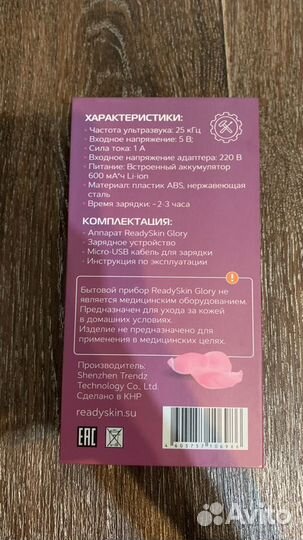 ХАРАКТЕРИСТИКИ:
· Частота ультразвука: 25 кГц
· Входное напряжение: 5 В;
· Сила тока: 1 А
· Входное напряжение адаптера: 220 В
· Питание: Встроенный аккумулятор
600 мА*ч Li-ion
· Материал: пластик ABS, нержавеющая
сталь
· Время зарядки: ~2-3 часа
КОМПЛЕКТАЦИЯ:
· Аппарат ReadySkin Glory
· Зарядное устройство
· Micro-USB кабель для зарядки
· Инструкция по эксплуатации
!
Бытовой прибор ReadySkin Glory не
является медицинским оборудованием.
Предназначен для ухода за кожей
в домашних условиях.
Изделие не предназначено для
применения в медицинских целях.
Производитель:
Shenzhen Trendz
Technology Co., Ltd.
Сделано в КНР
readyskin.su
EAC
Avito